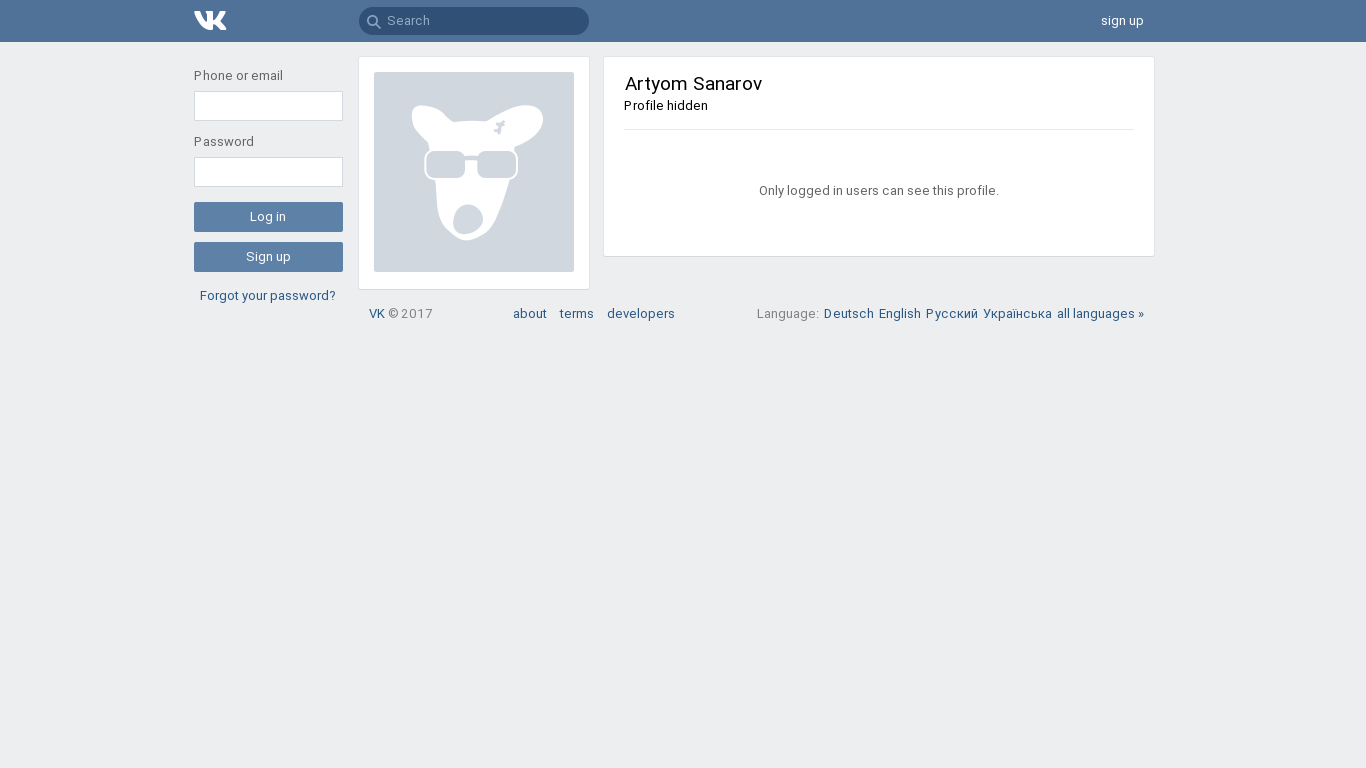 Search
sign up
Phone or email
Password
Log in
Sign up
Forgot your password?
Artyom Sanarov
Profile hidden
Only logged in users can see this profile.
VK © 2017
about terms developers
Language: Deutsch English Русский Українська all languages »